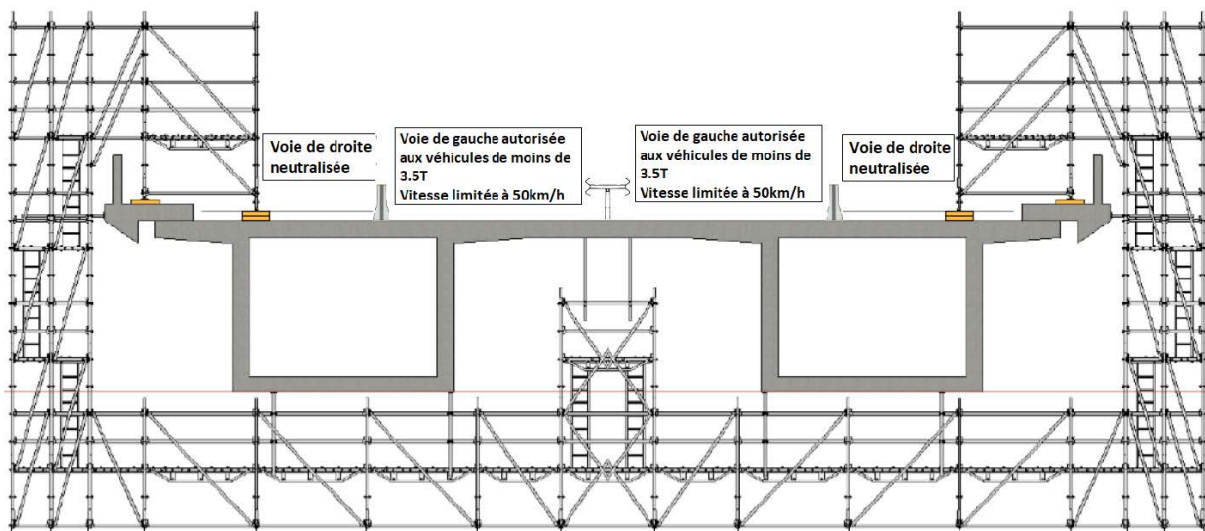 Voie de droite
neutralisée
Voie de gauche autorisée
aux véhicules de moins de
3.5T
Vitesse limitée à 50km/h
Voie de gauche autorisée
aux véhicules de moins de
3.5T
Vitesse limitée à 50km/h
Voie de droite
neutralisée